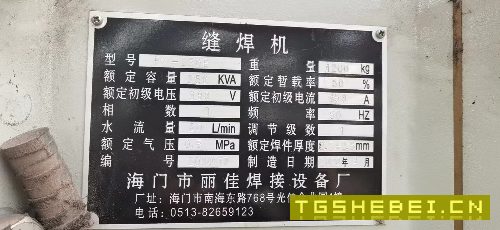 缝焊机
型号 重量 kg
额定容量 KVA 额定暂载率 50 %
额定初级电压 V 额定初级电流 A
相数 1 频率 HZ
水流量 L/min 调节级数
额定气压 MPa 额定焊件厚度 mm
编号 制造日期 年 月
海门市丽佳焊接设备厂
厂址:海门市南海东路768号光
电话:0513-82659123
TGSHEBEI.CN